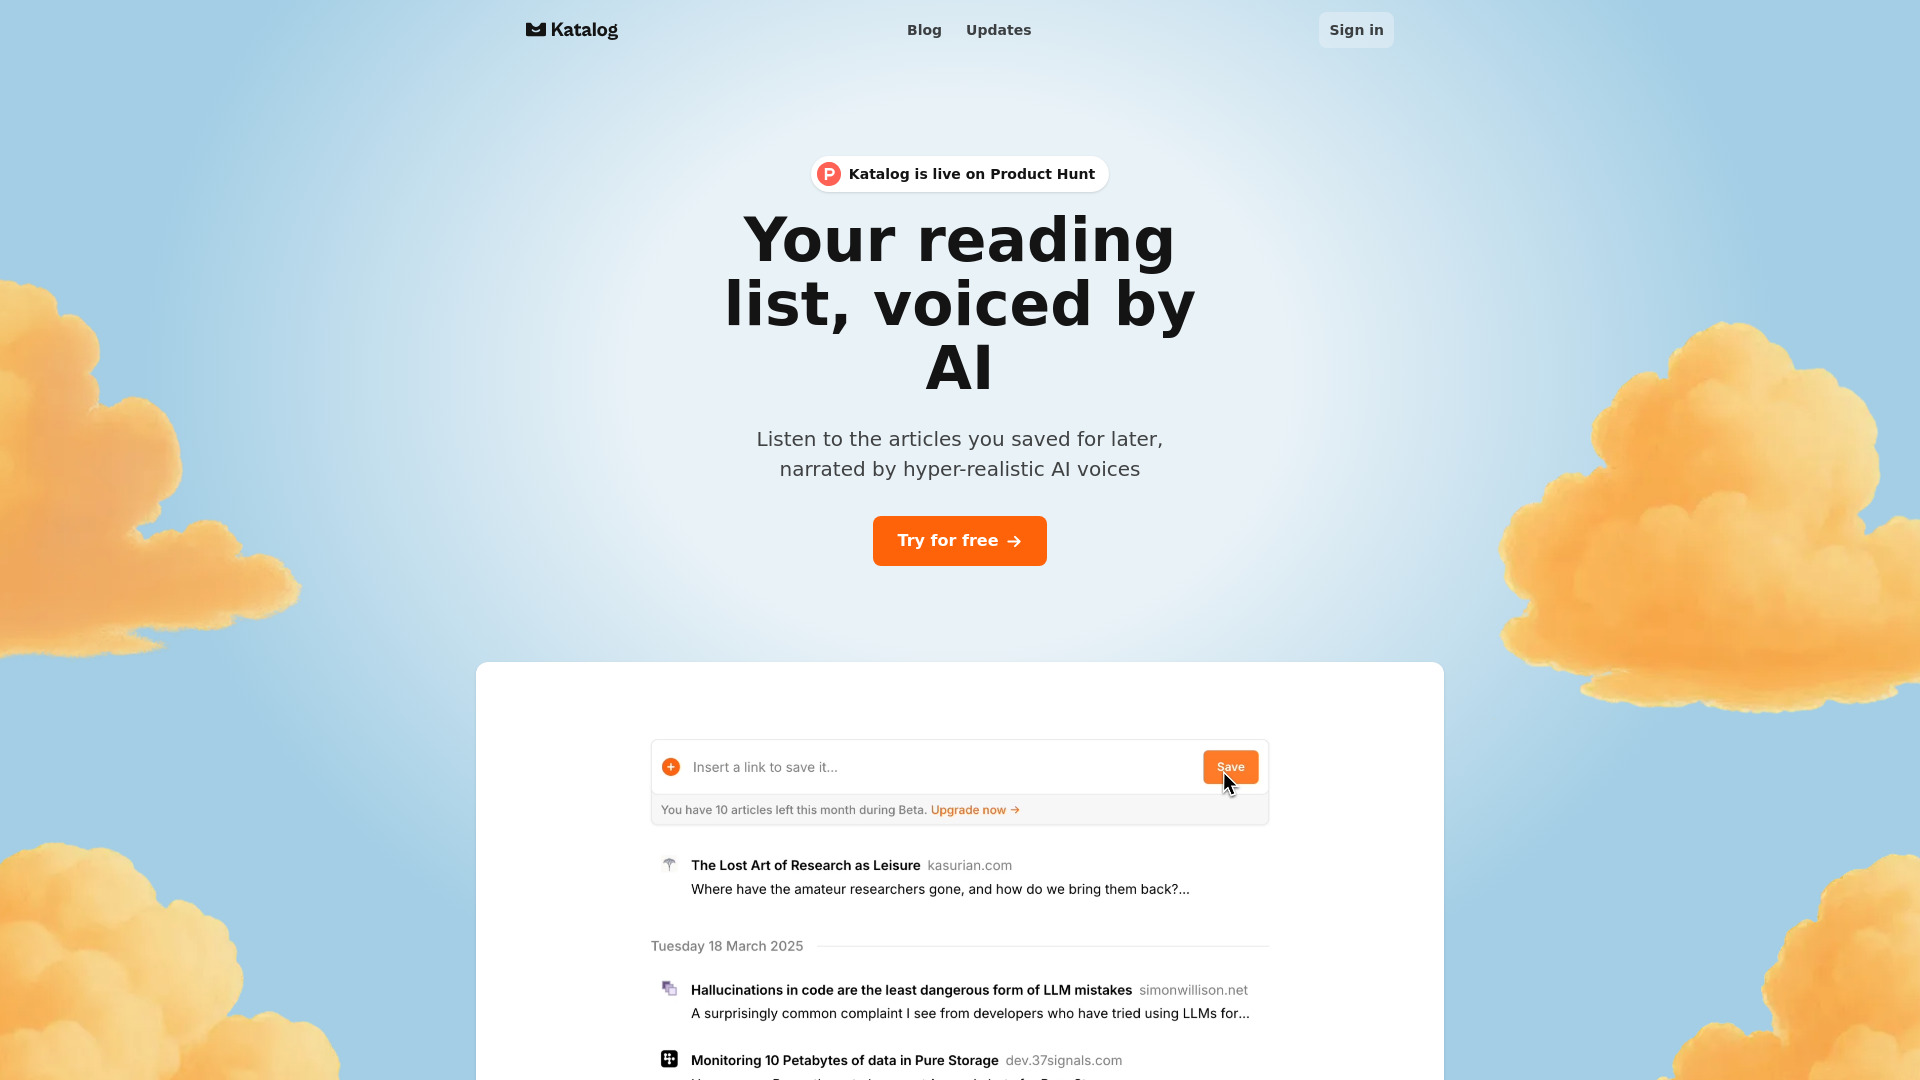 Katalog
Blog
Updates
Sign in
Katalog is live on Product Hunt
Your reading
list, voiced by
AI
Listen to the articles you saved for later,
narrated by hyper-realistic AI voices
Try for free →
Insert a link to save it...
Save
You have 10 articles left this month during Beta. Upgrade now →
The Lost Art of Research as Leisure kasurian.com
Where have the amateur researchers gone, and how do we bring them back?...
Tuesday 18 March 2025
Hallucinations in code are the least dangerous form of LLM mistakes simonwillison.net
A surprisingly common complaint I see from developers who have tried using LLMs for...
Monitoring 10 Petabytes of data in Pure Storage dev.37signals.com